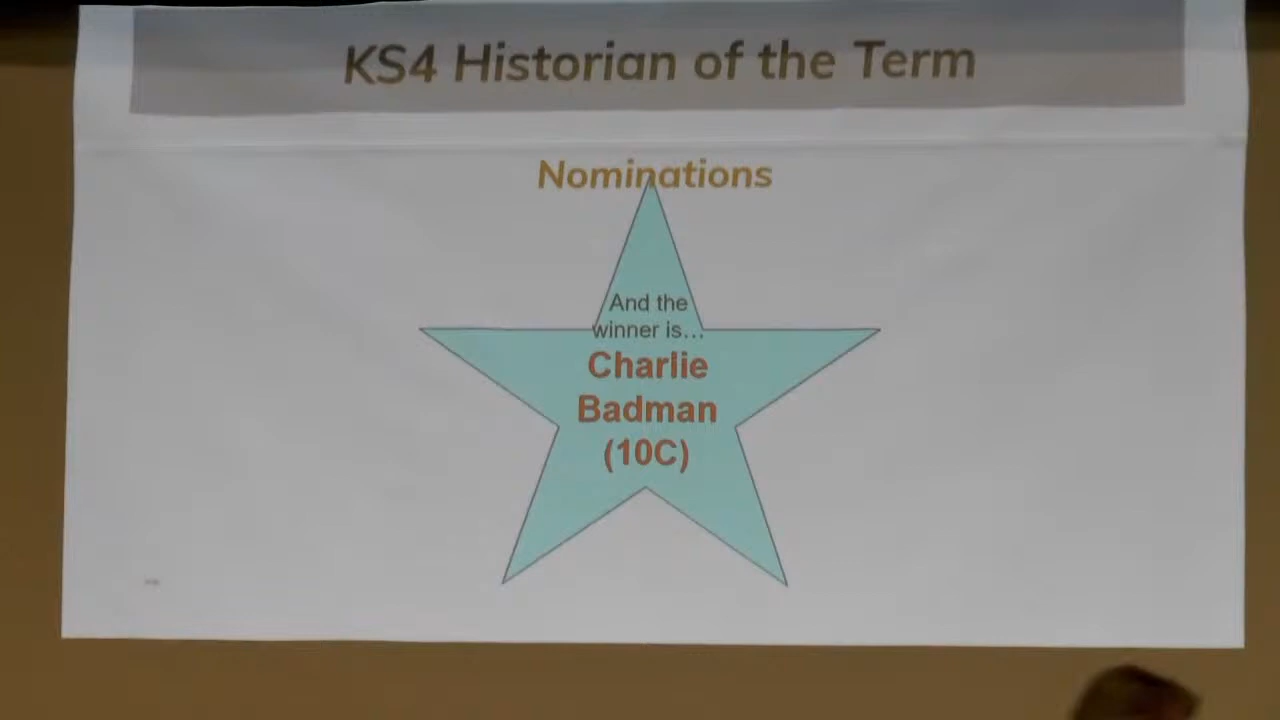 KS4 Historian of the Term
Nominations
And the
winner is...
Charlie
Badman
(10C)